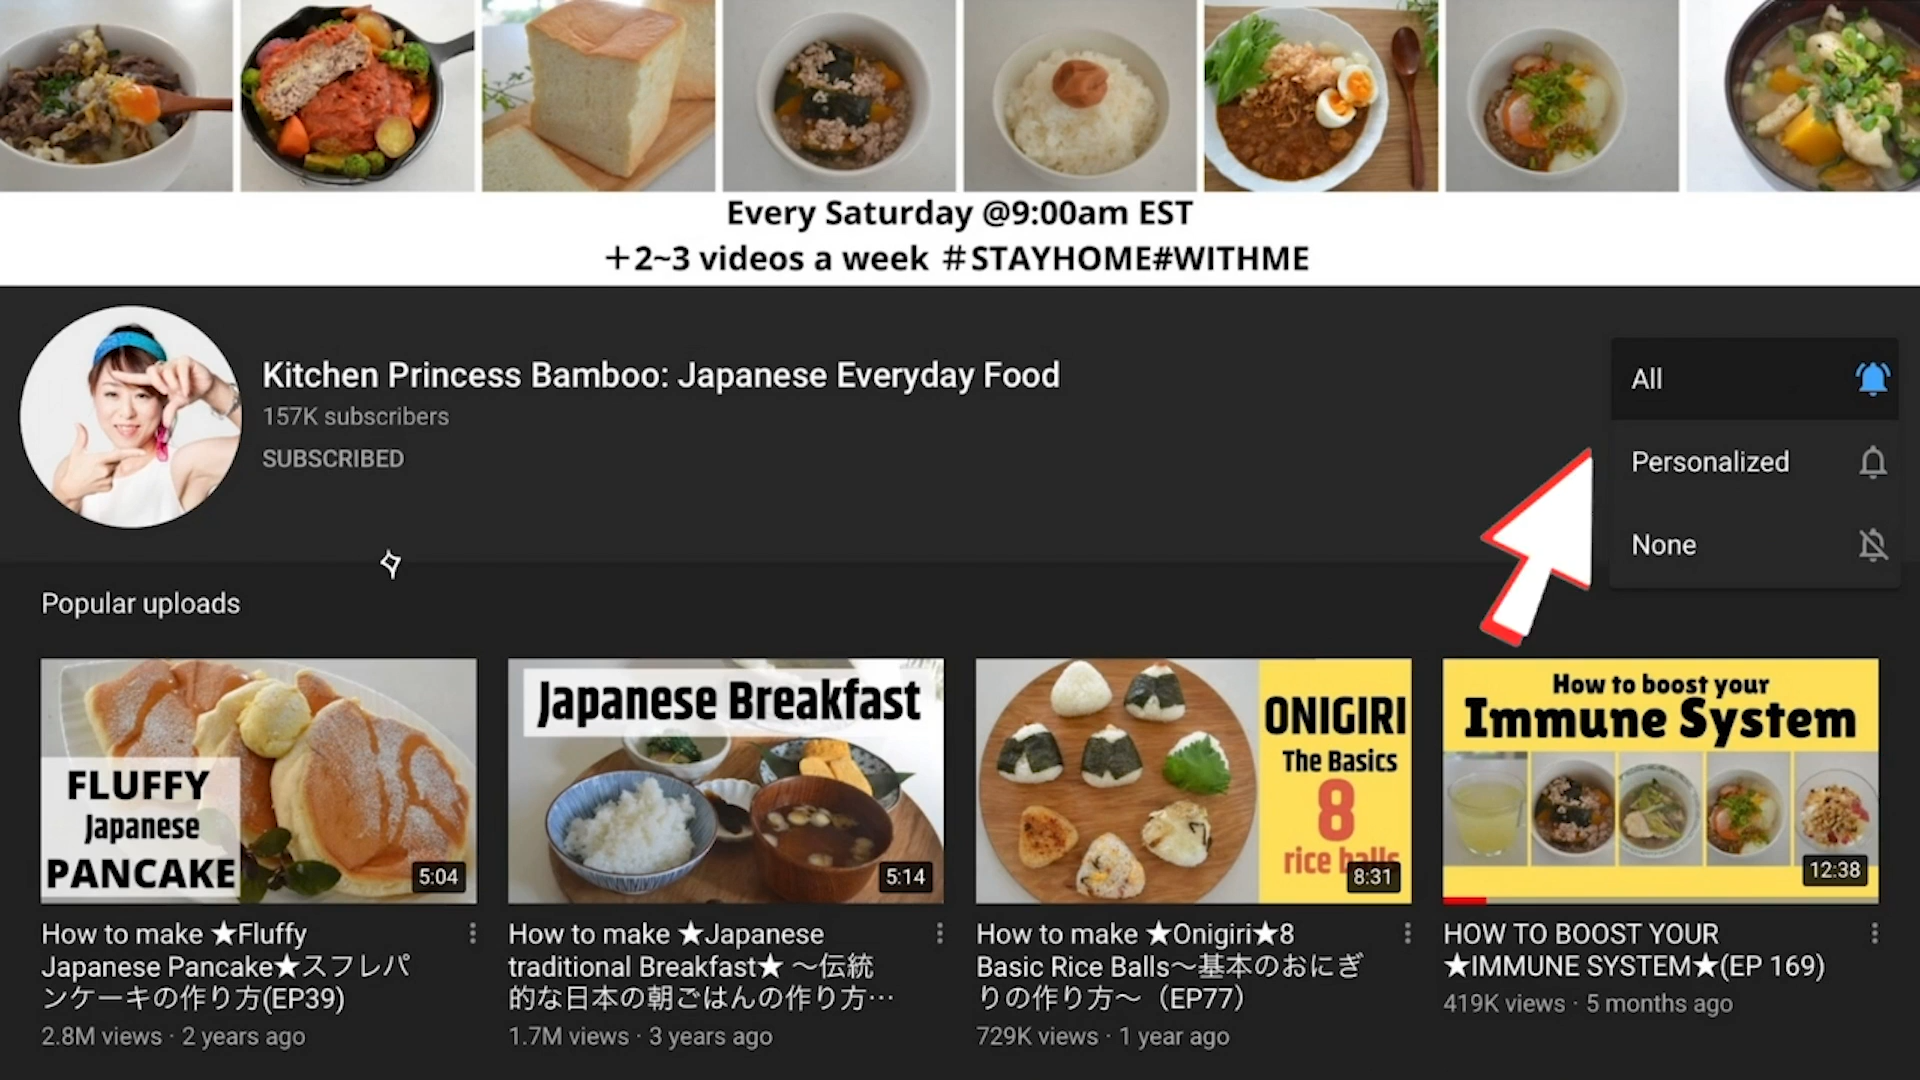 Every Saturday @9:00am EST
+2~3 videos a week #STAYHOME#WITHME
Kitchen Princess Bamboo: Japanese Everyday Food
157K subscribers
SUBSCRIBED
All
Personalized
None
Popular uploads
FLUFFY
Japanese
PANCAKE
5:04
How to make ★Fluffy
Japanese Pancake★スフレパ
ンケーキの作り方(EP39)
2.8M views · 2 years ago
Japanese Breakfast
5:14
How to make ★Japanese
traditional Breakfast★ 〜伝統
的な日本の朝ごはんの作り方…
1.7M views · 3 years ago
ONIGIRI
The Basics
8
rice balls
8:31
How to make ★Onigiri★8
Basic Rice Balls〜基本のおにぎ
りの作り方〜（EP77）
729K views · 1 year ago
How to boost your
Immune System
12:38
HOW TO BOOST YOUR
★IMMUNE SYSTEM★(EP 169)
419K views · 5 months ago